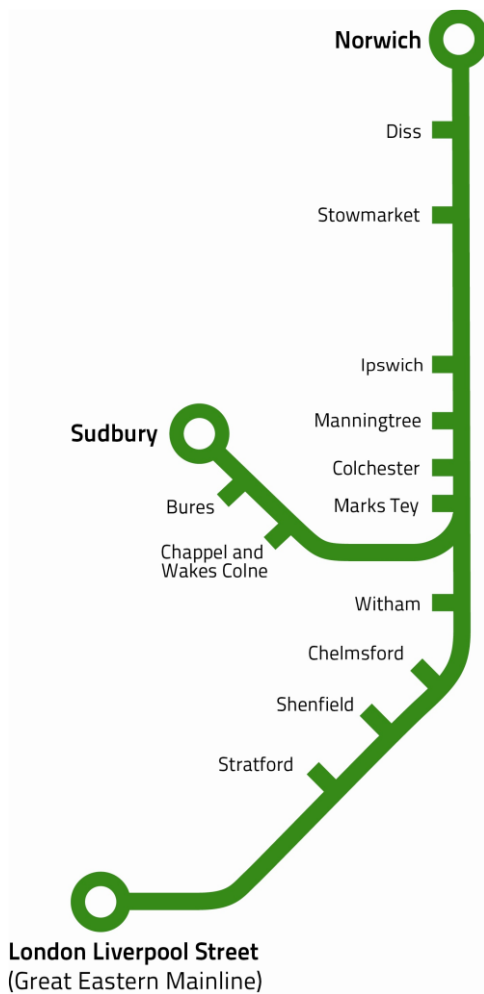 Norwich
Diss
Stowmarket
Ipswich
Manningtree
Sudbury
Colchester
Marks Tey
Bures
Chappel and
Wakes Colne
Witham
Chelmsford
Shenfield
Stratford
London Liverpool Street
(Great Eastern Mainline)